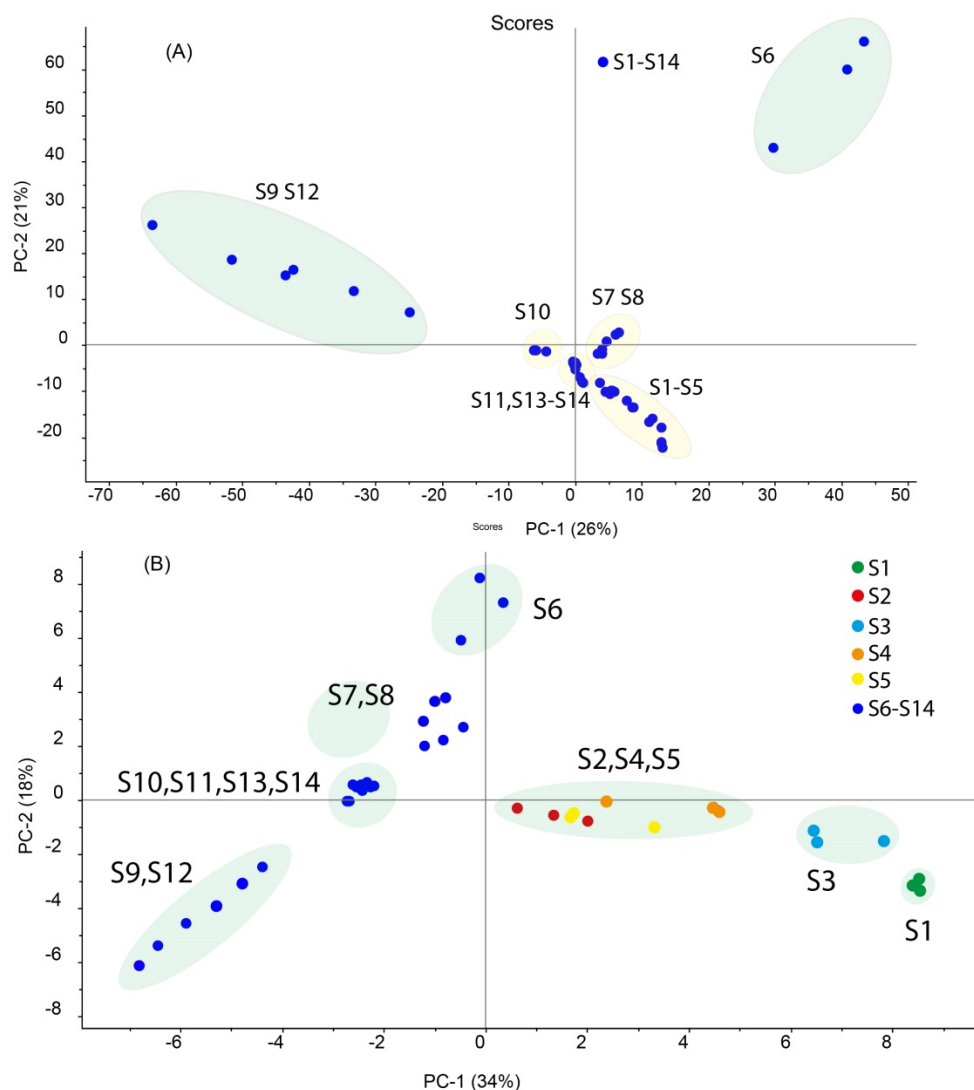 Scores
(A)
S1-S14
S6
60
50
40
30
20
10
0
-10
-20
PC-2 (21%)
S9 S12
S10
S7 S8
S11,S13-S14
S1-S5
-70 -60 -50 -40 -30 -20 -10 0 10 20 30 40 50
PC-1 (26%)
Scores
(B)
8
6
4
2
0
-2
-4
-6
-8
PC-2 (18%)
S6
S7,S8
S10,S11,S13,S14
S9,S12
S2,S4,S5
S3
S1
S1
S2
S3
S4
S5
S6-S14
-6 -4 -2 0 2 4 6 8
PC-1 (34%)